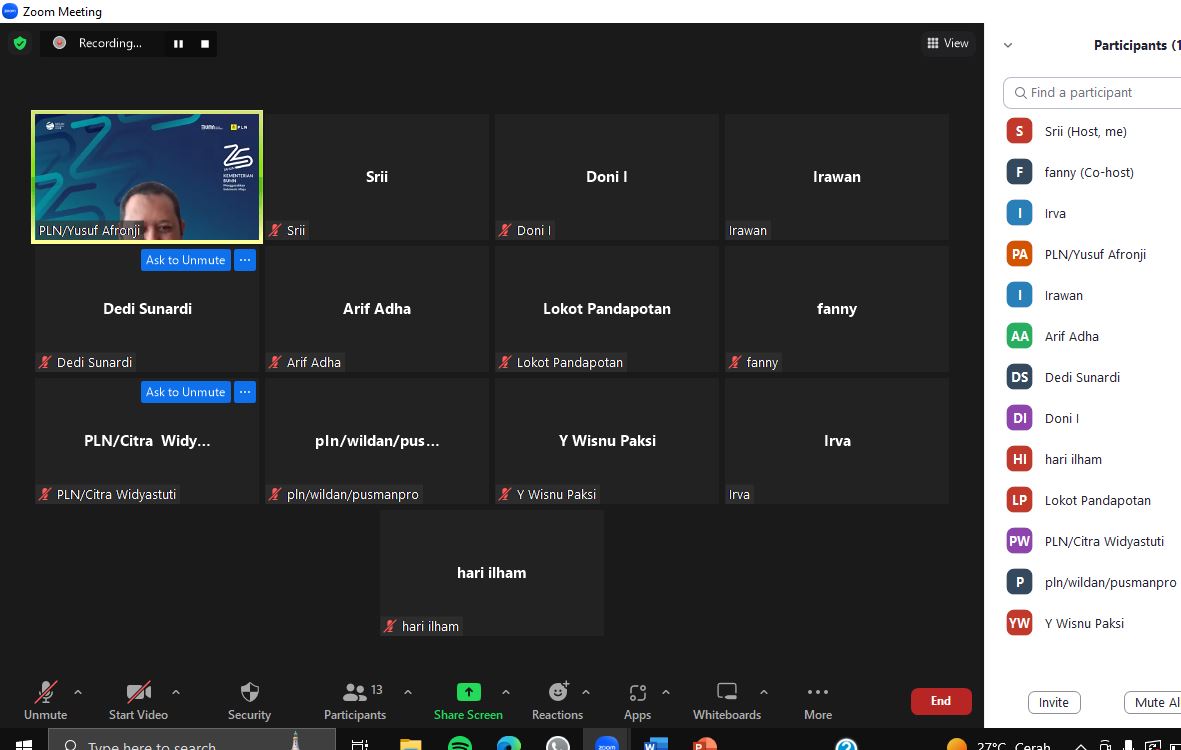 Zoom Meeting
Recording...
View
PLN
KEMENTERIAN
BUMN
PLN/Yusuf Afronji
Srii
Srii
Doni I
Doni I
Irawan
Irawan
Ask to Unmute ...
Dedi Sunardi
Dedi Sunardi
Arif Adha
Arif Adha
Lokot Pandapotan
Lokot Pandapotan
fanny
fanny
Ask to Unmute ...
PLN/Citra Widy...
PLN/Citra Widyastuti
pln/wildan/pus...
pln/wildan/pusmanpro
Y Wisnu Paksi
Y Wisnu Paksi
Irva
Irva
hari ilham
hari ilham
Unmute
Start Video
Security
13
Participants
Share Screen
Reactions
Apps
Whiteboards
More
End
Participants (1
Find a participant
S Srii (Host, me)
F fanny (Co-host)
I Irva
PA PLN/Yusuf Afronji
I Irawan
AA Arif Adha
DS Dedi Sunardi
DI Doni I
HI hari ilham
LP Lokot Pandapotan
PW PLN/Citra Widyastuti
P pln/wildan/pusmanpro
YW Y Wisnu Paksi
Invite
Mute Al
Type here to search
27°C Cerah